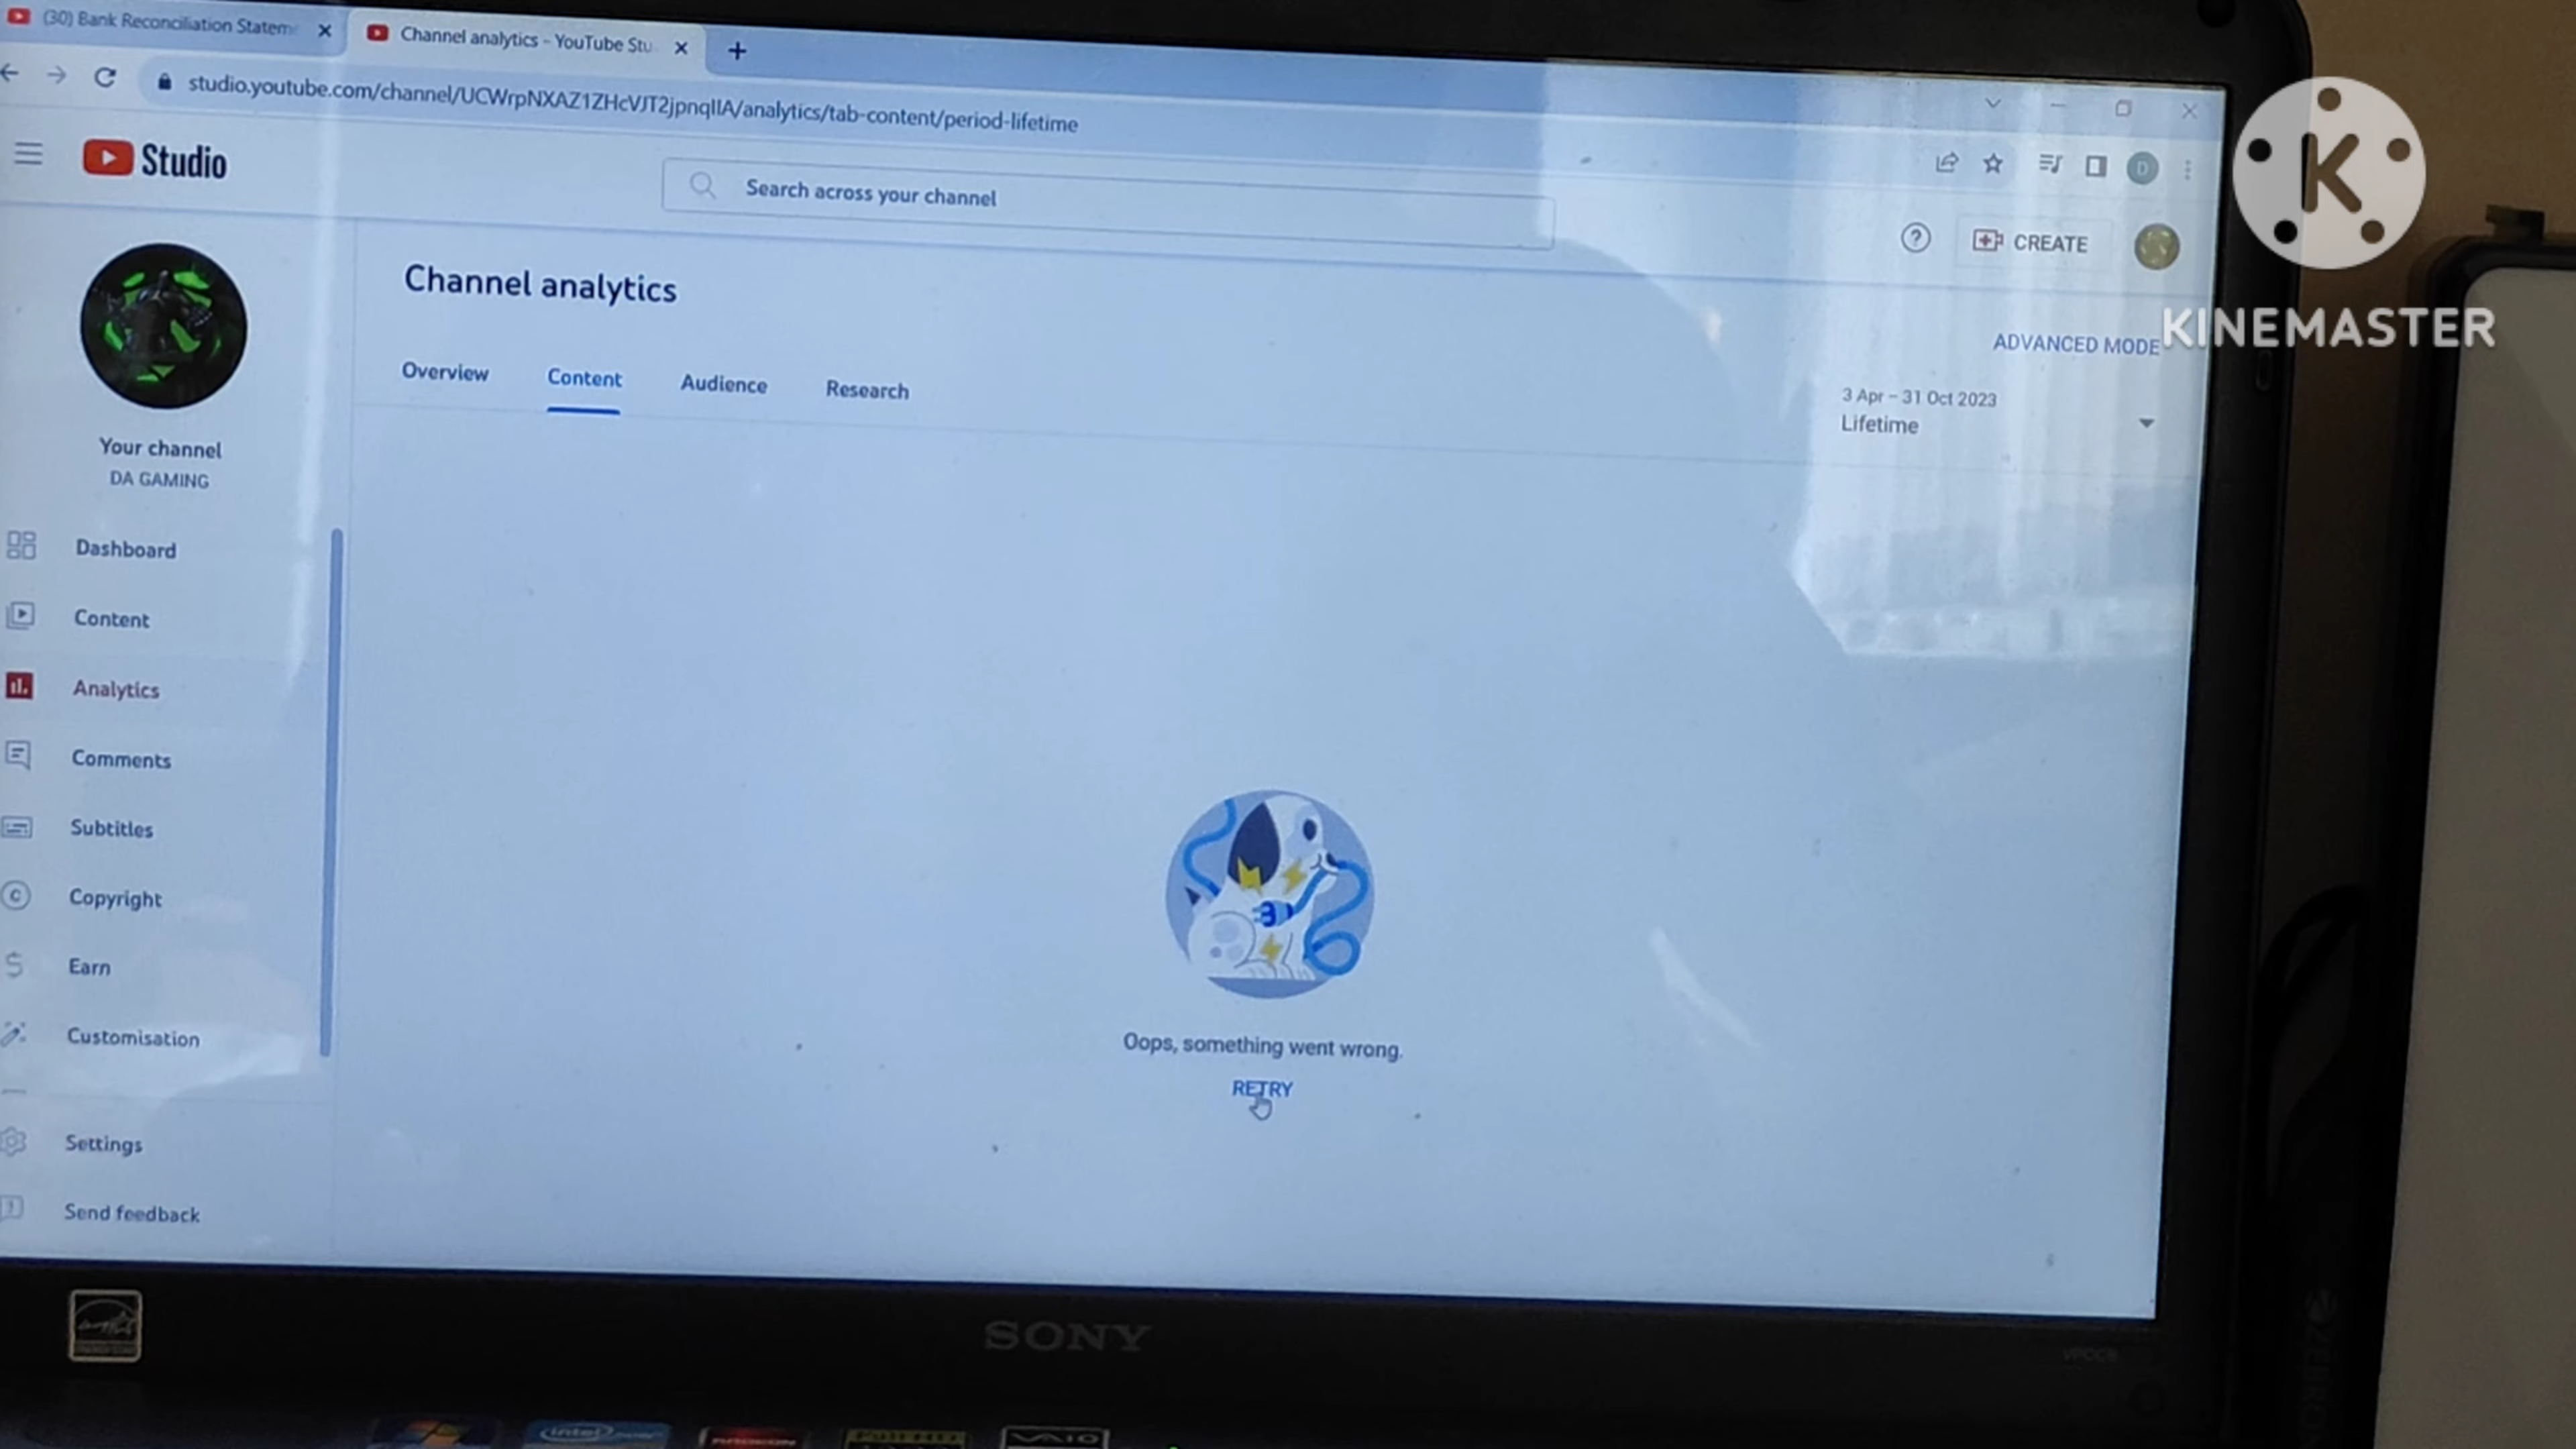 (30) Bank Reconciliation Statem
Channel analytics - YouTube Stu
studio.youtube.com/channel/UCWrpNXAZ1ZHcVJT2jpnqlIA/analytics/tab-content/period-lifetime
Studio
Search across your channel
D
CREATE
K
KINEMASTER
Channel analytics
ADVANCED MODE
Overview
Content
Audience
Research
3 Apr – 31 Oct 2023
Lifetime
Your channel
DA GAMING
Dashboard
Content
Analytics
Comments
Subtitles
Copyright
Earn
Customisation
Settings
Send feedback
Oops, something went wrong.
RETRY
SONY
intel
VAIO